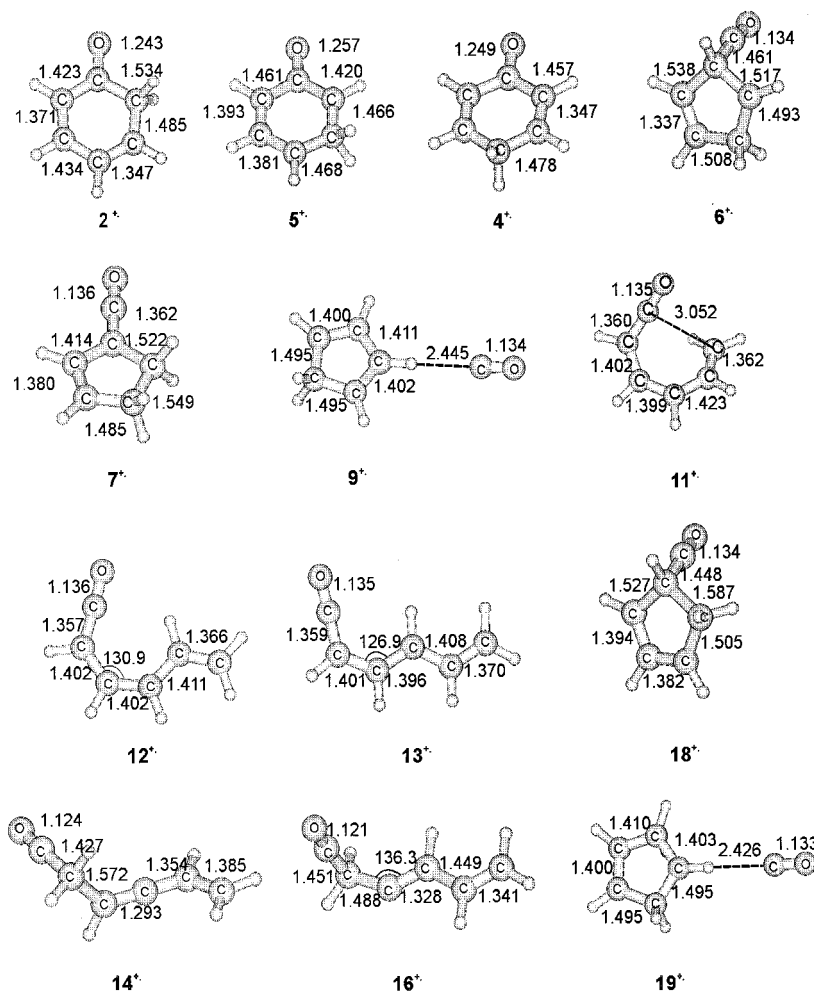 O 1.243
1.423 C 1.534
C C
1.371 1.485
C C
1.434 C 1.347
2+·
O 1.257
1.461 C 1.420
C C
1.393 1.466
C C
1.381 C 1.468
5+·
1.249 O
C 1.457
C C
1.347
C C
C 1.478
4+·
O
C 1.134
1.461
1.538 C 1.517
C C
1.493
1.337
C C
1.508
6+·
O
1.136
C 1.362
1.414 C 1.522
C C
1.380
C C 1.549
1.485
7+·
1.400 C
C 1.411
1.495 C 2.445 C O 1.134
C 1.402
1.495 C
9+·
1.135 O
C 3.052
1.360
C C
1.402 1.362
C C
1.399 C 1.423
11+·
O
1.136
C
1.357 1.366
C C C
130.9
1.402 C C 1.411
1.402
12+·
O 1.135
C
1.359 126.9 C 1.408 C
C C C 1.370
1.401 1.396
13+·
O
C 1.134
1.448
1.527 C 1.587
C C
1.394 1.505
C C
1.382
18+·
1.124
O
C 1.427
C 1.572 1.354 C 1.385
C C C
1.293
14+·
O 1.121
C 136.3 1.449
C C C
1.451 C C 1.341
1.488 1.328
16+·
1.410 C 1.403
C
1.400 C 2.426 C O 1.133
C 1.495
1.495 C
19+·